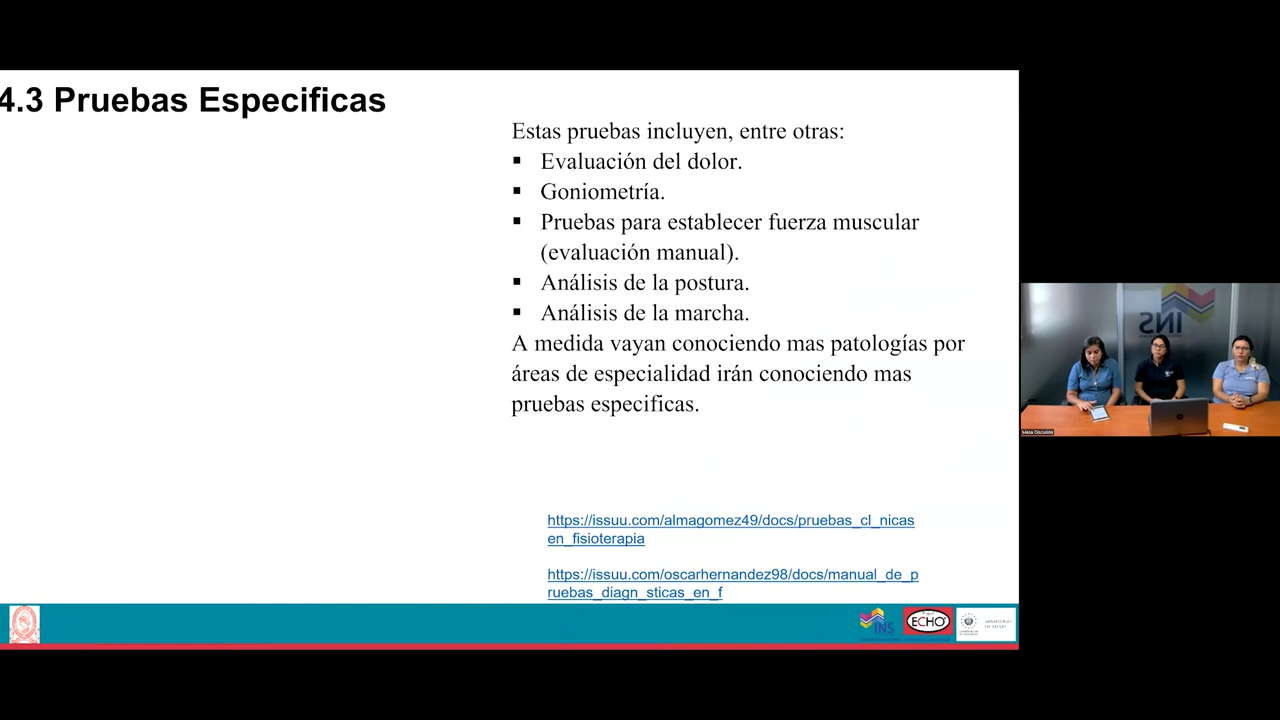 4.3 Pruebas Especificas
Estas pruebas incluyen, entre otras:
▪ Evaluación del dolor.
▪ Goniometría.
▪ Pruebas para establecer fuerza muscular
(evaluación manual).
▪ Análisis de la postura.
▪ Análisis de la marcha.
A medida vayan conociendo mas patologías por
áreas de especialidad irán conociendo mas
pruebas especificas.
https://issuu.com/almagomez49/docs/pruebas_cl_nicas
en_fisioterapia
https://issuu.com/oscarhernandez98/docs/manual_de_p
ruebas_diagn_sticas_en_f
INS
ECHO
INS
Mesa Discusión